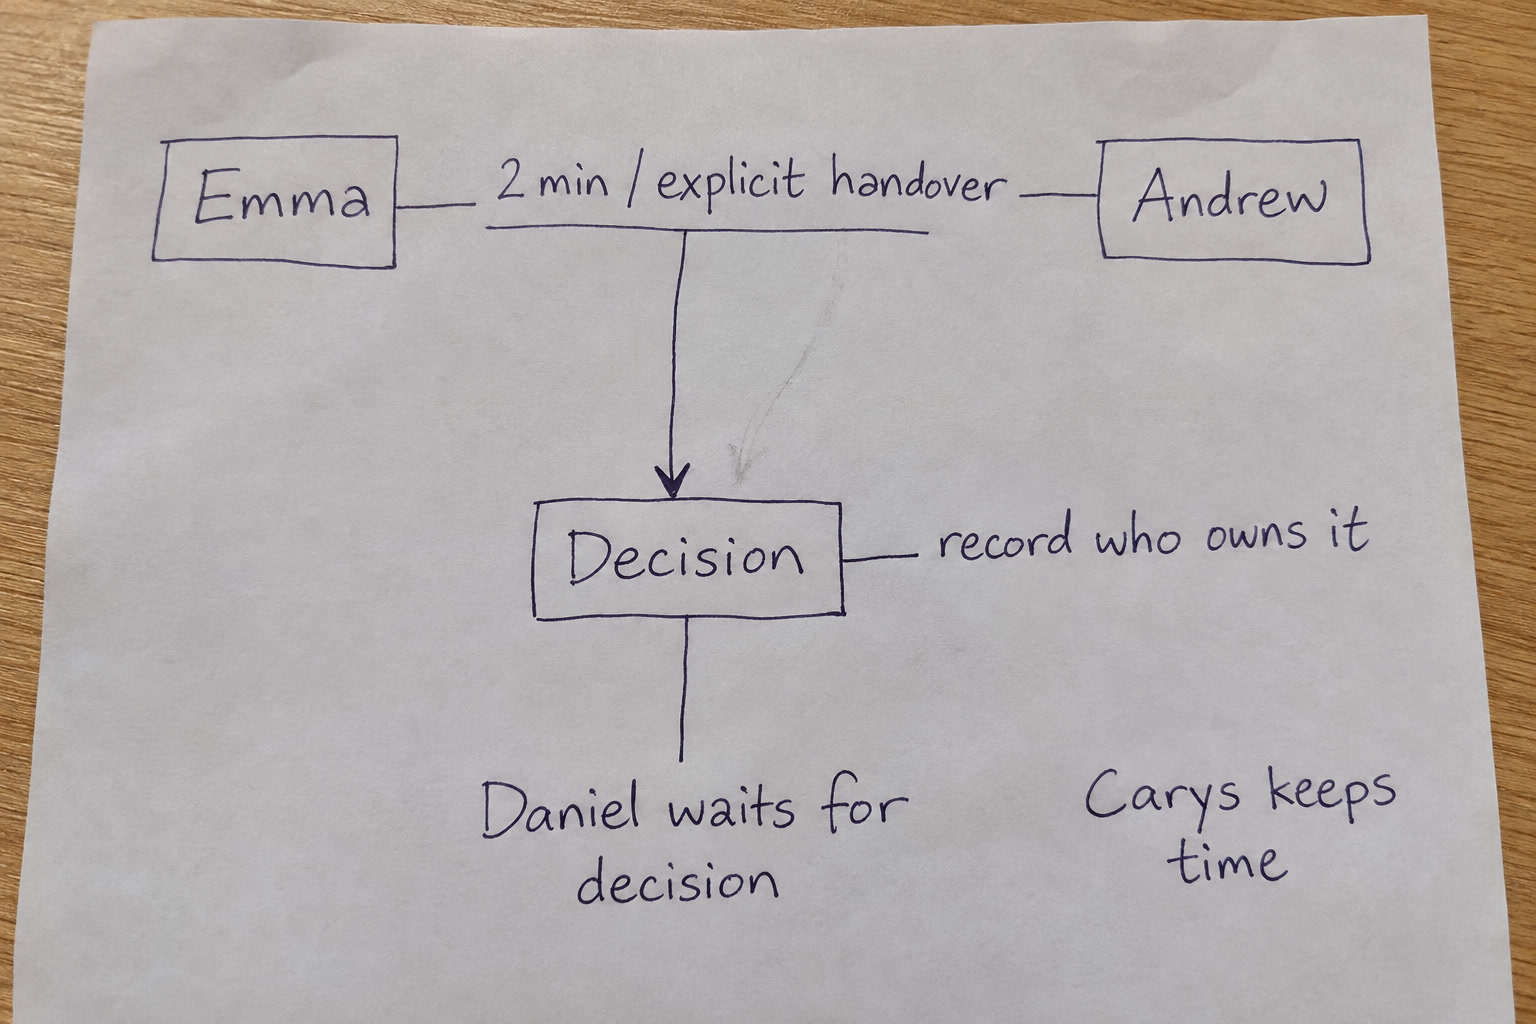 Emma
2 min / explicit handover
Andrew
Decision
record who owns it
Daniel waits for
decision
Carys keeps
time